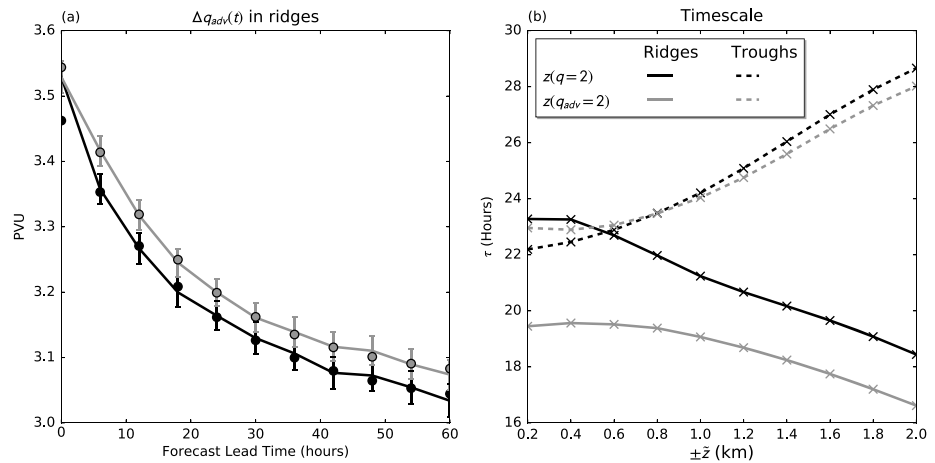 (a)
Δq_adv(t) in ridges
3.6
3.5
3.4
3.3
3.2
3.1
3.0
PVU
0 10 20 30 40 50 60
Forecast Lead Time (hours)
(b)
Timescale
30
28
26
24
22
20
18
16
τ (Hours)
Ridges Troughs
z(q=2)
z(q_adv=2)
0.2 0.4 0.6 0.8 1.0 1.2 1.4 1.6 1.8 2.0
±z̃ (km)